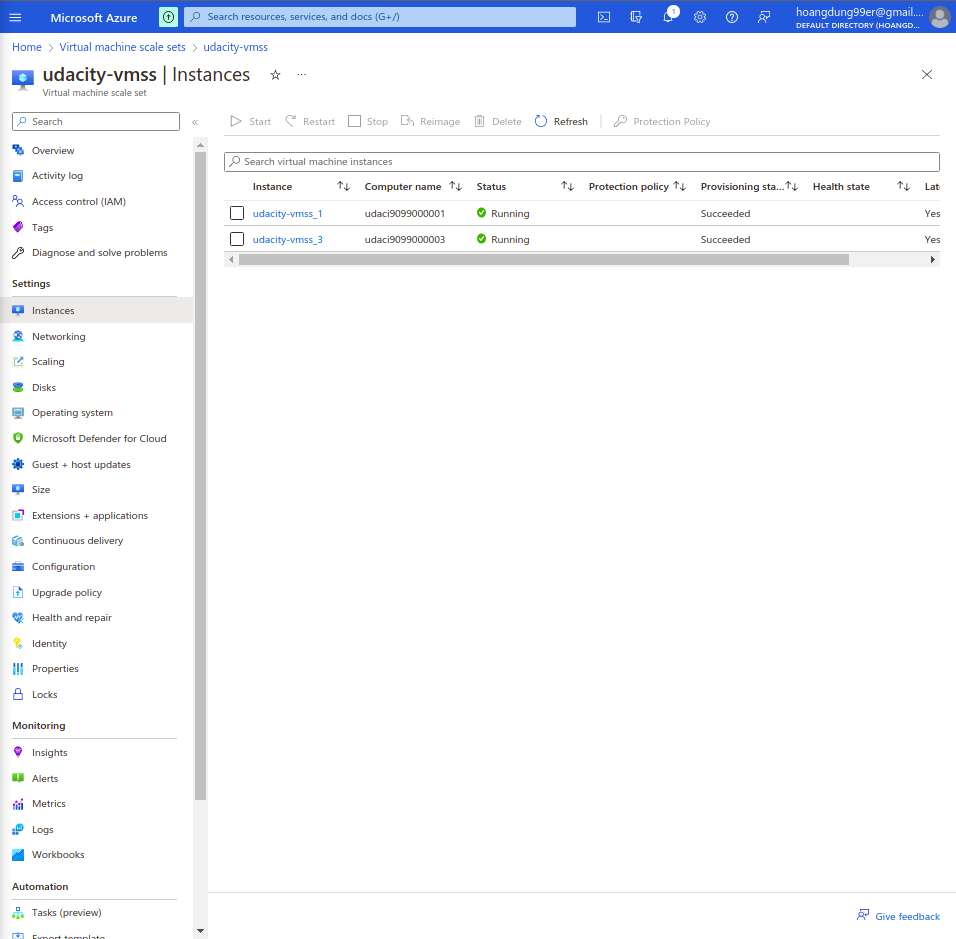 Microsoft Azure
Search resources, services, and docs (G+/)
1
hoangdung99er@gmail....
DEFAULT DIRECTORY (HOANGD...
Home > Virtual machine scale sets > udacity-vmss
udacity-vmss | Instances
Virtual machine scale set
Search
«
Start Restart Stop Reimage Delete Refresh Protection Policy
Search virtual machine instances
Instance Computer name Status Protection policy Provisioning sta... Health state Late
udacity-vmss_1 udaci9099000001 Running Succeeded Yes
udacity-vmss_3 udaci9099000003 Running Succeeded Yes
Overview
Activity log
Access control (IAM)
Tags
Diagnose and solve problems
Settings
Instances
Networking
Scaling
Disks
Operating system
Microsoft Defender for Cloud
Guest + host updates
Size
Extensions + applications
Continuous delivery
Configuration
Upgrade policy
Health and repair
Identity
Properties
Locks
Monitoring
Insights
Alerts
Metrics
Logs
Workbooks
Automation
Tasks (preview)
Export template
Give feedback